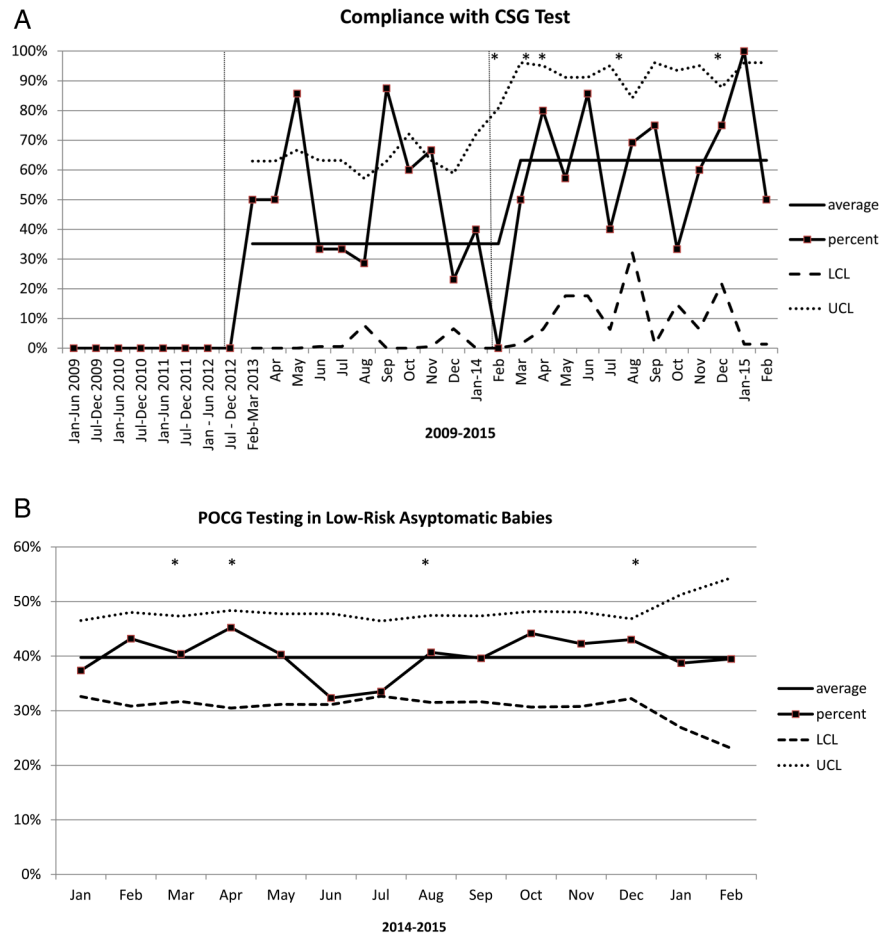 A
Compliance with CSG Test
100%
90%
80%
70%
60%
50%
40%
30%
20%
10%
0%
* * * * *
Jan-Jun 2009
Jul-Dec 2009
Jan-Jun 2010
Jul-Dec 2010
Jan-Jun 2011
Jul- Dec 2011
Jan - Jun 2012
Jul - Dec 2012
Feb-Mar 2013
Apr
May
Jun
Jul
Aug
Sep
Oct
Nov
Dec
Jan-14
Feb
Mar
Apr
May
Jun
Jul
Aug
Sep
Oct
Nov
Dec
Jan-15
Feb
2009-2015
average
percent
LCL
UCL
B
POCG Testing in Low-Risk Asyptomatic Babies
60%
50%
40%
30%
20%
10%
0%
* * * *
Jan Feb Mar Apr May Jun Jul Aug Sep Oct Nov Dec Jan Feb
2014-2015
average
percent
LCL
UCL